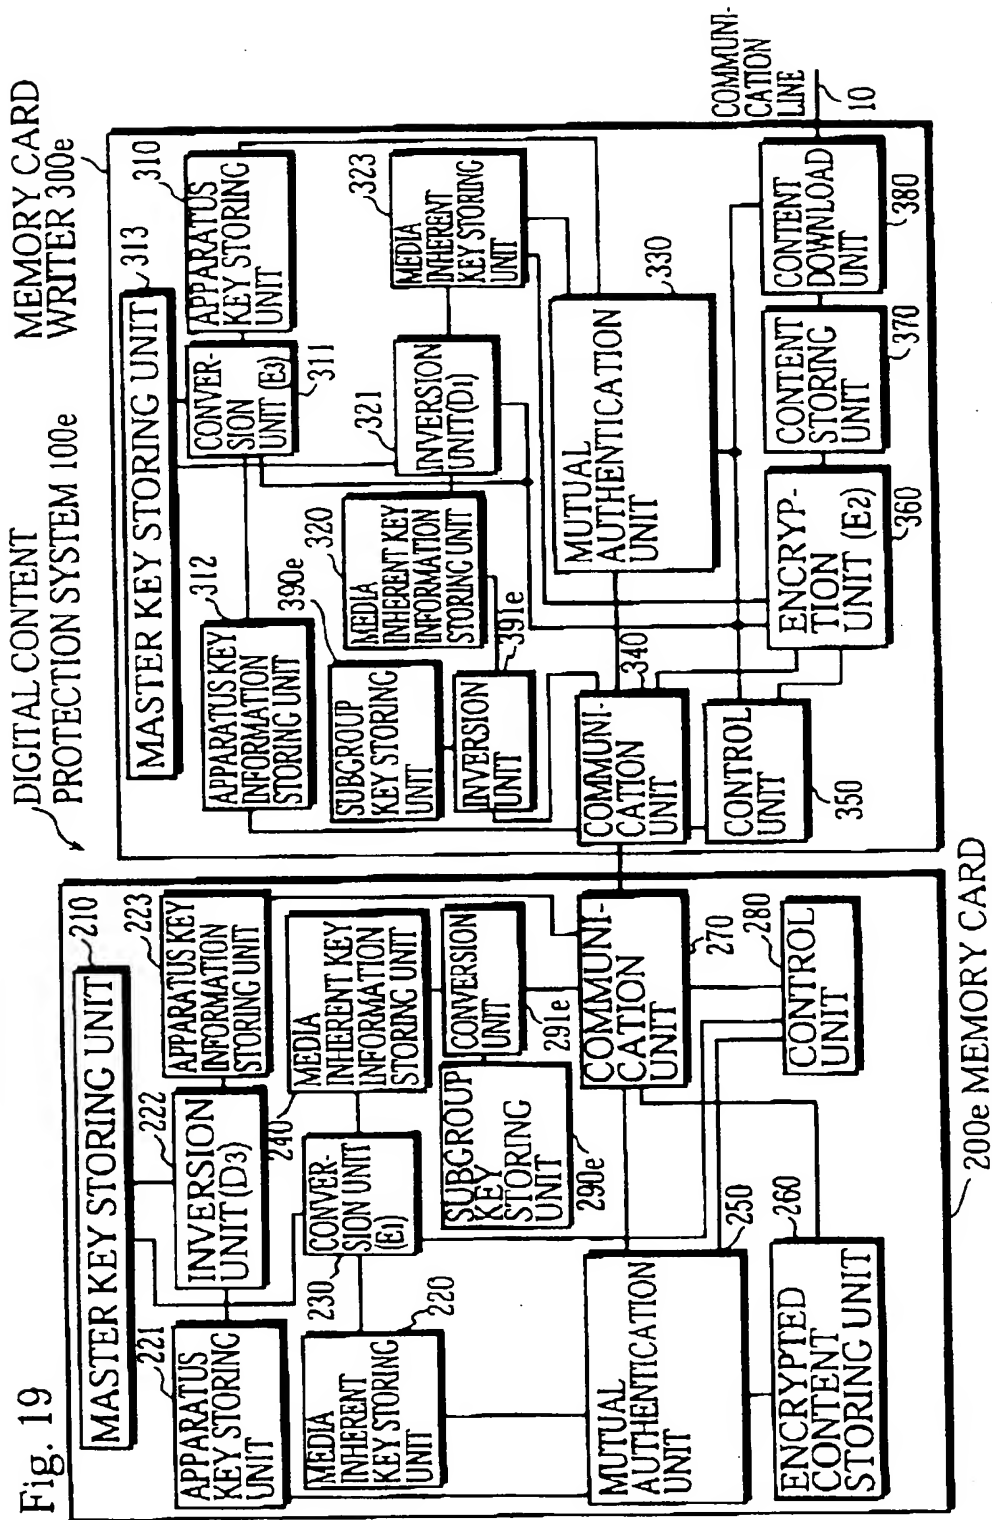 Fig. 19
DIGITAL CONTENT
PROTECTION SYSTEM 100e
MASTER KEY STORING UNIT
210
APPARATUS
KEY STORING
UNIT
221
INVERSION
UNIT(D3)
222
APPARATUS KEY
INFORMATION
STORING UNIT
223
MEDIA
INHERENT
KEY STORING
UNIT
220
CONVER-
SION UNIT
(E1)
230
MEDIA
INHERENT KEY
INFORMATION
STORING UNIT
240
SUBGROUP
KEY
STORING
UNIT
290e
CONVERSION
UNIT
291e
MUTUAL
AUTHENTICATION
UNIT
250
COMMUNI-
CATION
UNIT
270
ENCRYPTED
CONTENT
STORING UNIT
260
CONTROL
UNIT
280
200e MEMORY CARD
MEMORY CARD
WRITER 300e
MASTER KEY STORING UNIT
313
APPARATUS KEY
INFORMATION
STORING UNIT
312
CONVER-
SION
UNIT (E3)
311
APPARATUS
KEY STORING
UNIT
310
SUBGROUP
KEY STORING
UNIT
390e
MEDIA
INHERENT KEY
INFORMATION
STORING UNIT
320
INVERSION
UNIT(D1)
321
MEDIA
INHERENT
KEY STORING
UNIT
323
INVERSION
UNIT
391e
COMMUNI-
CATION
UNIT
340
MUTUAL
AUTHENTICATION
UNIT
330
CONTROL
UNIT
350
ENCRYP-
TION
UNIT (E2)
360
CONTENT
STORING
UNIT
370
CONTENT
DOWNLOAD
UNIT
380
COMMUNI-
CATION
LINE
10